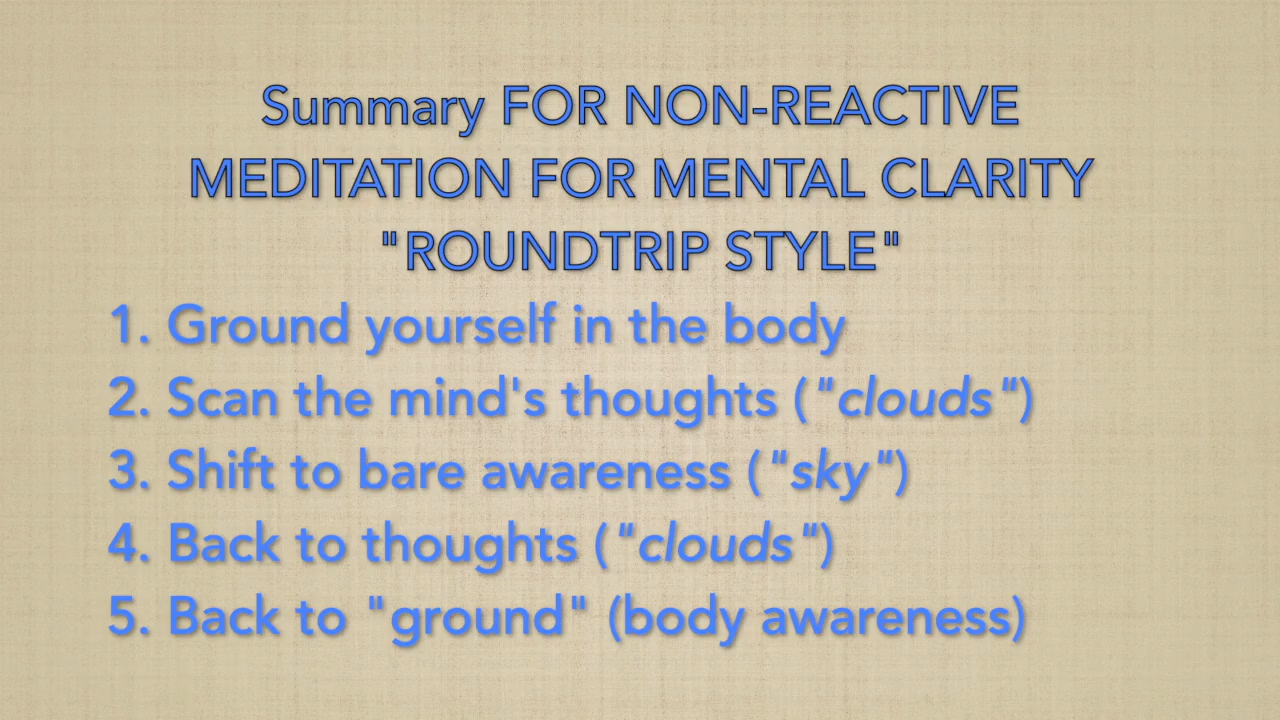 Summary FOR NON-REACTIVE
MEDITATION FOR MENTAL CLARITY
"ROUNDTRIP STYLE"
1. Ground yourself in the body
2. Scan the mind's thoughts ("clouds")
3. Shift to bare awareness ("sky")
4. Back to thoughts ("clouds")
5. Back to "ground" (body awareness)